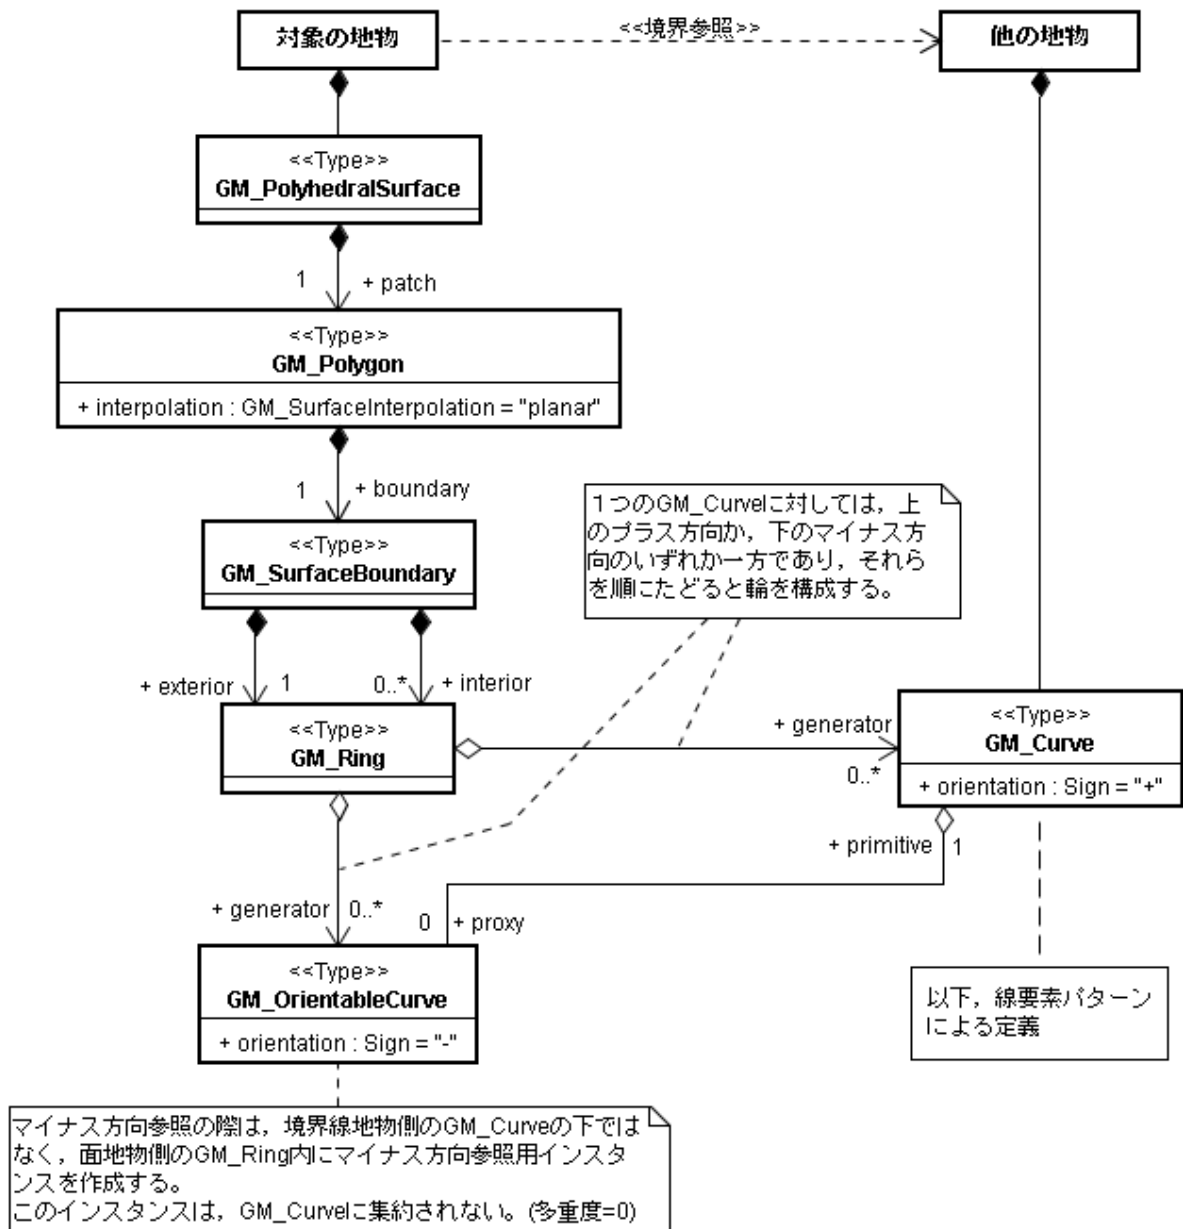 対象の地物
<<境界参照>>
他の地物
<<Type>>
GM_PolyhedralSurface
1
+ patch
<<Type>>
GM_Polygon
+ interpolation : GM_SurfaceInterpolation = "planar"
1
+ boundary
<<Type>>
GM_SurfaceBoundary
１つのGM_Curveに対しては，上
のプラス方向か，下のマイナス方
向のいずれか一方であり，それら
を順にたどると輪を構成する。
+ exterior
1
0..*
+ interior
<<Type>>
GM_Ring
+ generator
0..*
<<Type>>
GM_Curve
+ orientation : Sign = "+"
+ primitive
1
+ generator
0..*
0
+ proxy
<<Type>>
GM_OrientableCurve
+ orientation : Sign = "-"
以下，線要素パターン
による定義
マイナス方向参照の際は，境界線地物側のGM_Curveの下では
なく，面地物側のGM_Ring内にマイナス方向参照用インスタ
ンスを作成する。
このインスタンスは，GM_Curveに集約されない。(多重度=0)